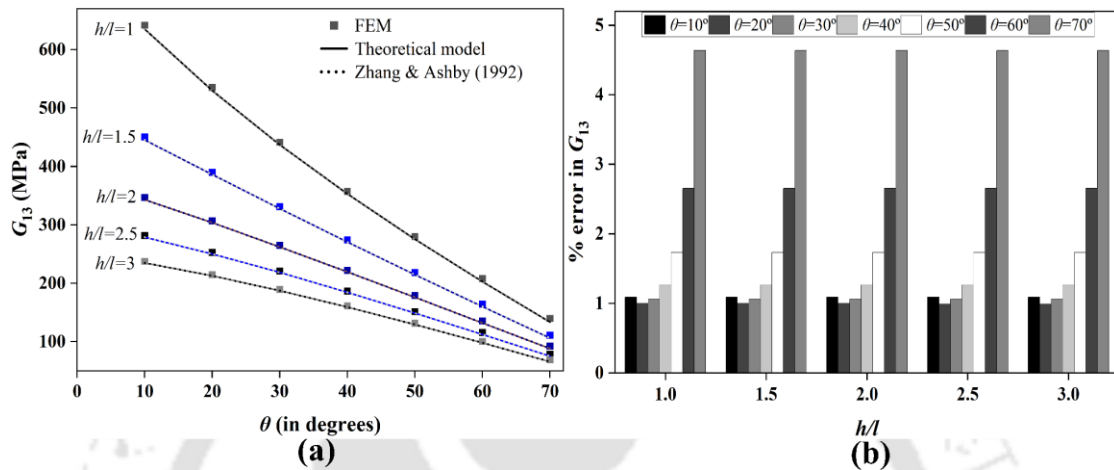 h/l=1
h/l=1.5
h/l=2
h/l=2.5
h/l=3
FEM
Theoretical model
Zhang & Ashby (1992)
G13 (MPa)
600
500
400
300
200
100
0 10 20 30 40 50 60 70
θ (in degrees)
(a)
θ=10º θ=20º θ=30º θ=40º θ=50º θ=60º θ=70º
% error in G13
5
4
3
2
1
0
1.0 1.5 2.0 2.5 3.0
h/l
(b)